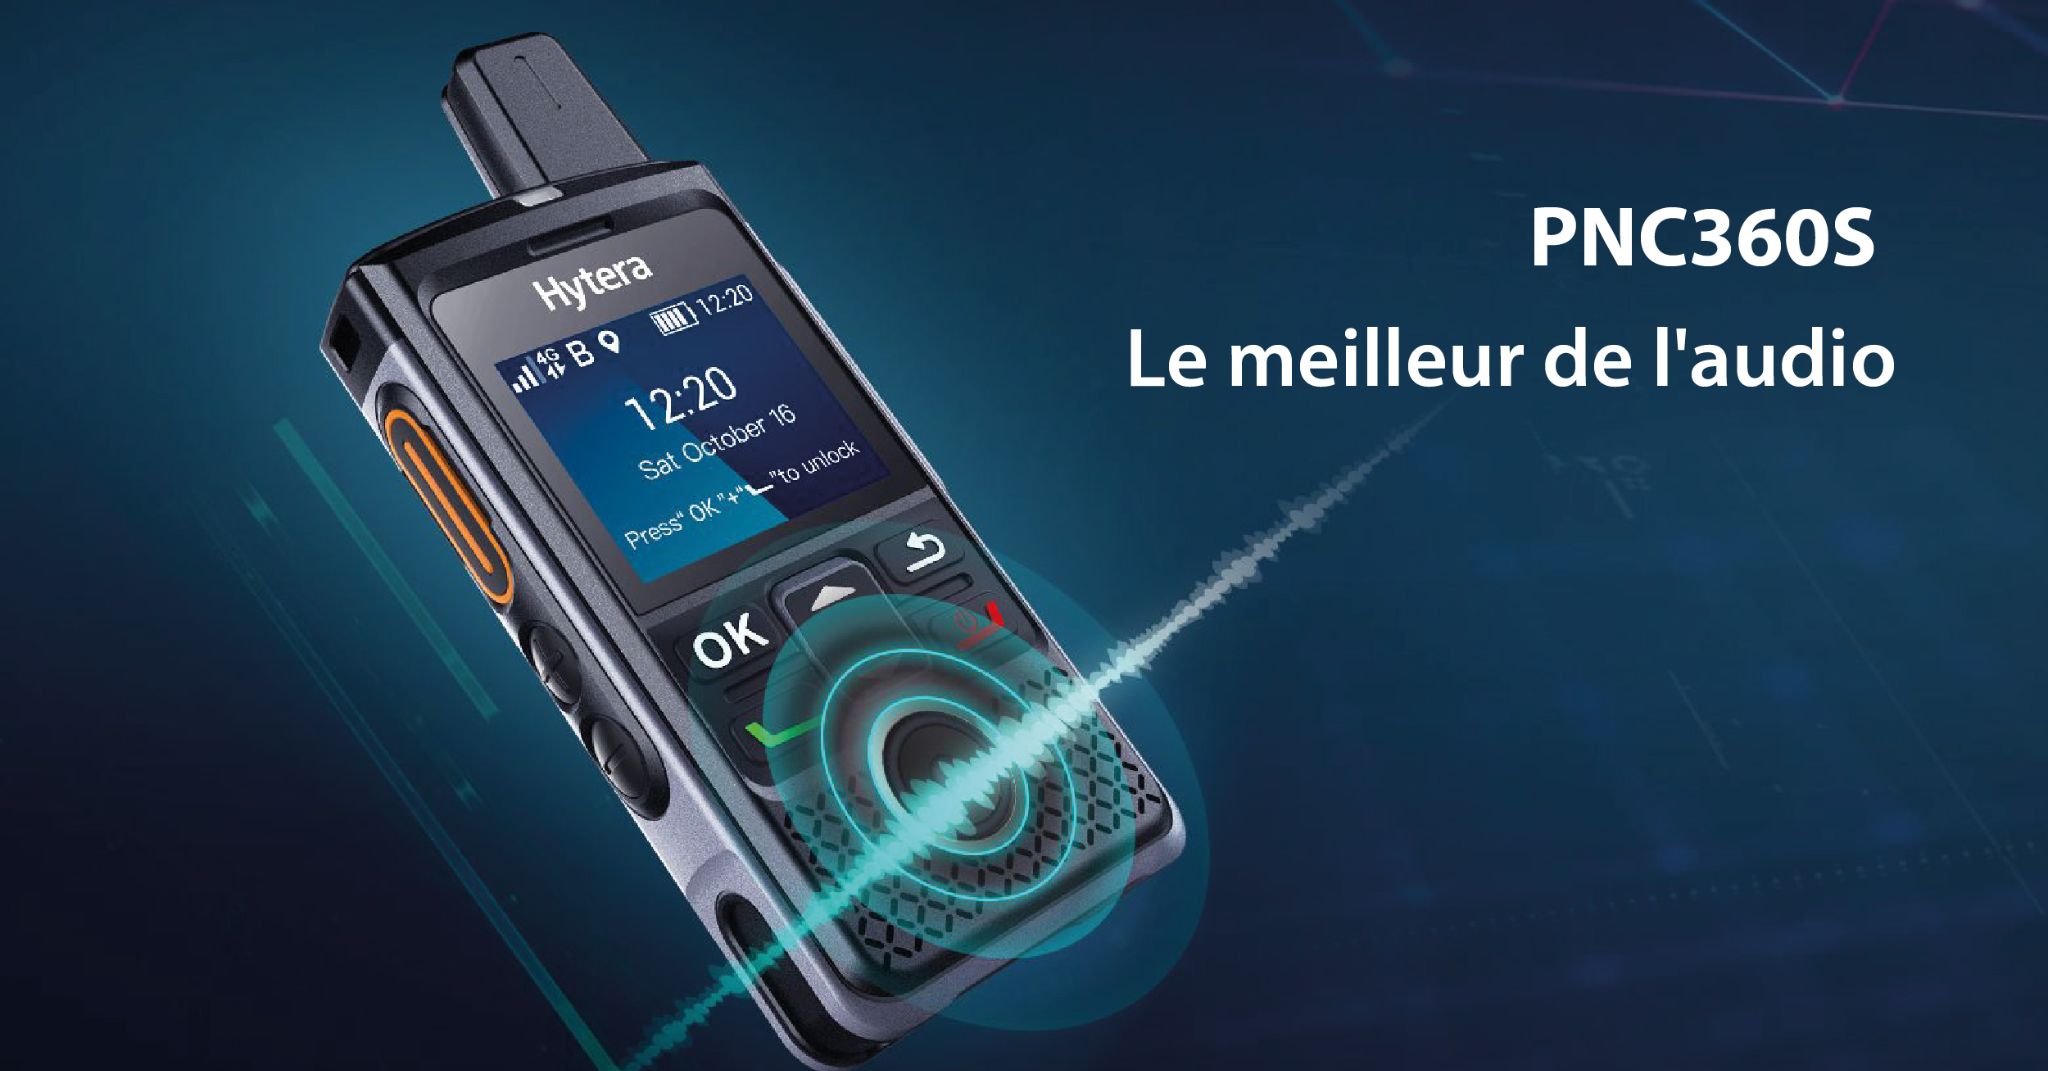 PNC360S
Le meilleur de l'audio
Hytera
4G B 12:20
12:20
Sat October 16
Press“ OK ”+“ ”to unlock
OK